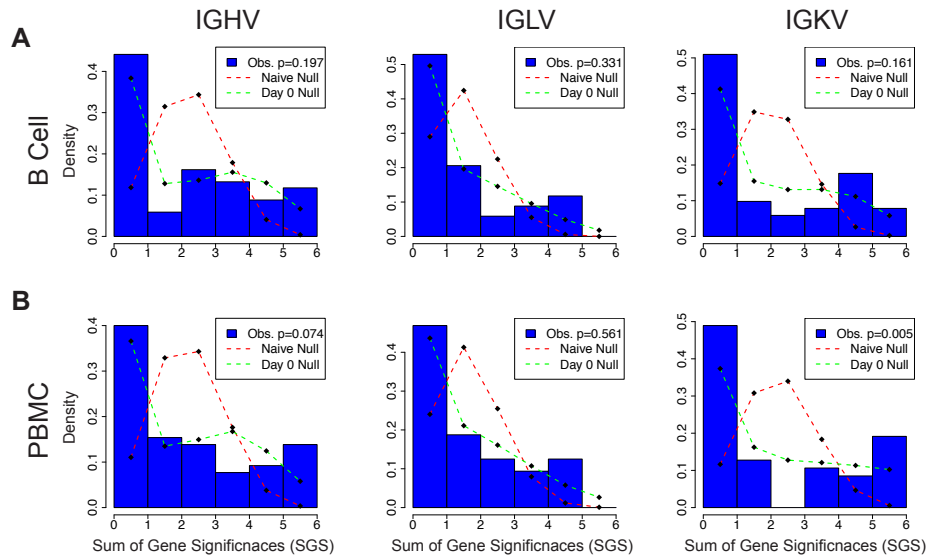 IGHV
IGLV
IGKV
A
B Cell
Density
0.0 0.1 0.2 0.3 0.4
0 1 2 3 4 5 6
Obs. p=0.197
Naive Null
Day 0 Null
0.0 0.1 0.2 0.3 0.4 0.5
0 1 2 3 4 5 6
Obs. p=0.331
Naive Null
Day 0 Null
0.0 0.1 0.2 0.3 0.4 0.5
0 1 2 3 4 5 6
Obs. p=0.161
Naive Null
Day 0 Null
B
PBMC
Density
0.0 0.1 0.2 0.3 0.4
0 1 2 3 4 5 6
Obs. p=0.074
Naive Null
Day 0 Null
Sum of Gene Significnaces (SGS)
0.0 0.1 0.2 0.3 0.4
0 1 2 3 4 5 6
Obs. p=0.561
Naive Null
Day 0 Null
Sum of Gene Significnaces (SGS)
0.0 0.1 0.2 0.3 0.4 0.5
0 1 2 3 4 5 6
Obs. p=0.005
Naive Null
Day 0 Null
Sum of Gene Significnaces (SGS)